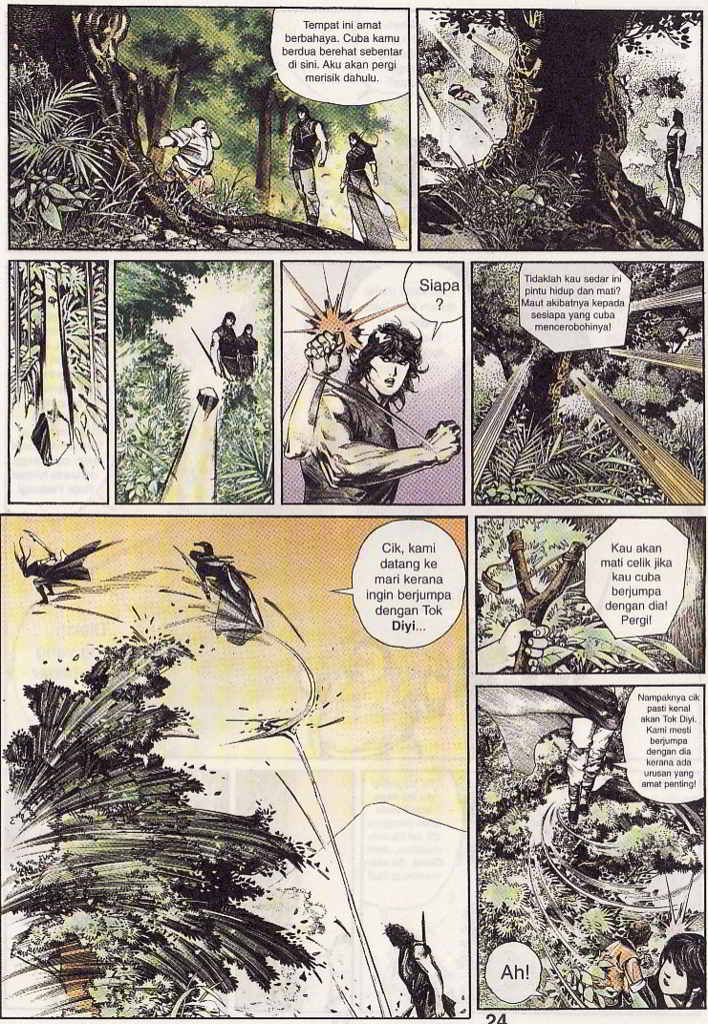 Tempat ini amat
berbahaya. Cuba kamu
berdua berehat sebentar
di sini. Aku akan pergi
merisik dahulu.
Siapa
?
Tidaklah kau sedar ini
pintu hidup dan mati?
Maut akibatnya kepada
sesiapa yang cuba
mencerobohinya!
Cik, kami
datang ke
mari kerana
ingin berjumpa
dengan Tok
Diyi...
Kau akan
mati celik jika
kau cuba
berjumpa
dengan dia!
Pergi!
Nampaknya cik
pasti kenal
akan Tok Diyi.
Kami mesti
berjumpa
dengan dia
kerana ada
urusan yang
amat penting!
Ah!
24